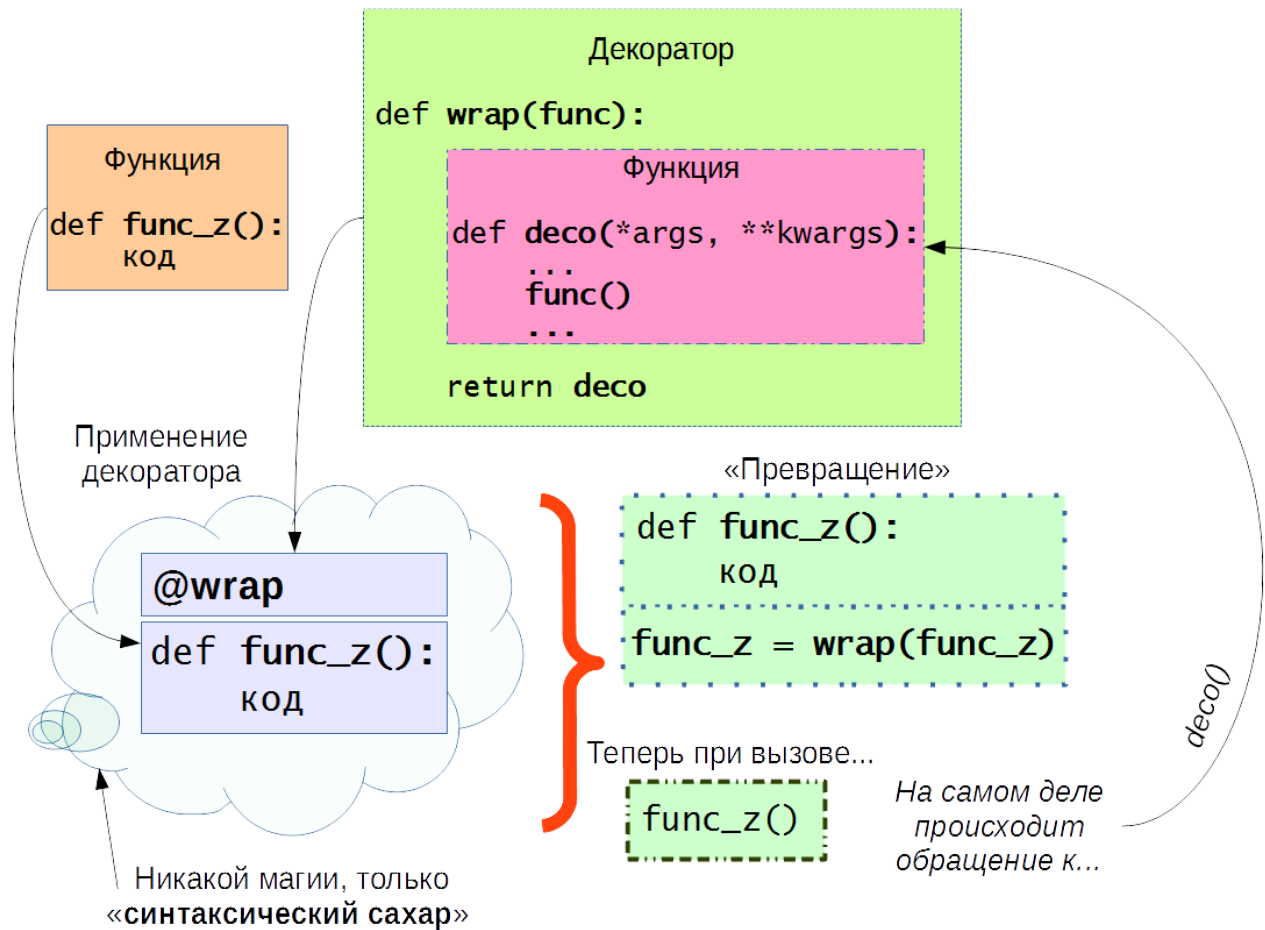 Декоратор
def wrap(func):
Функция
def deco(*args, **kwargs):
...
func()
...
return deco
Функция
def func_z():
код
Применение
декоратора
@wrap
def func_z():
код
Никакой магии, только
«синтаксический сахар»
«Превращение»
def func_z():
код
func_z = wrap(func_z)
Теперь при вызове...
func_z()
На самом деле
происходит
обращение к...
deco()